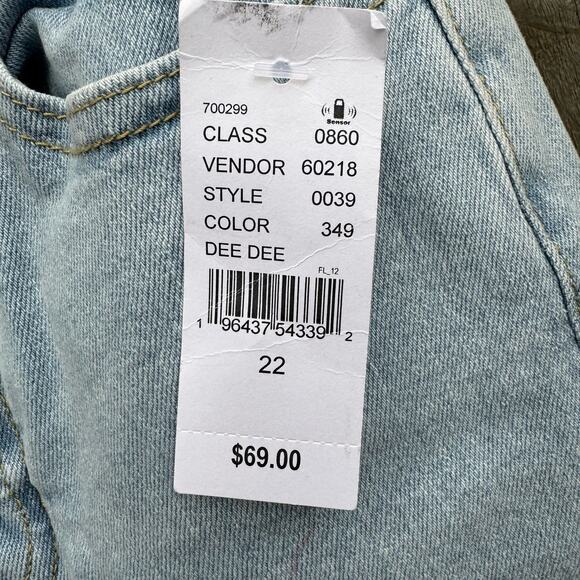 700299
Sensor
CLASS 0860
VENDOR 60218
STYLE 0039
COLOR 349
DEE DEE
FL_12
1 96437 54339 2
22
$69.00